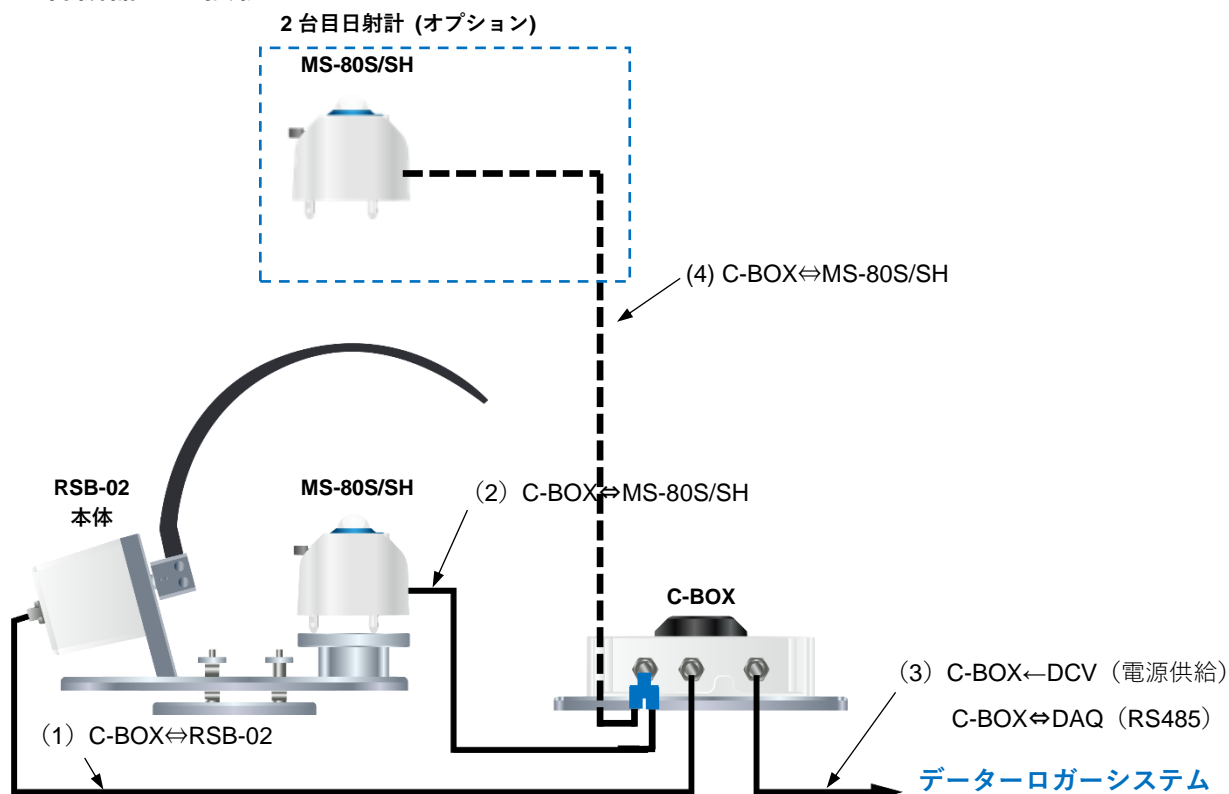 2 台目日射計 (オプション)
MS-80S/SH
(4) C-BOX⇔MS-80S/SH
RSB-02
本体
MS-80S/SH
（2）C-BOX⇔MS-80S/SH
C-BOX
（3）C-BOX←DCV（電源供給）
C-BOX⇔DAQ（RS485）
（1）C-BOX⇔RSB-02
データーロガーシステム